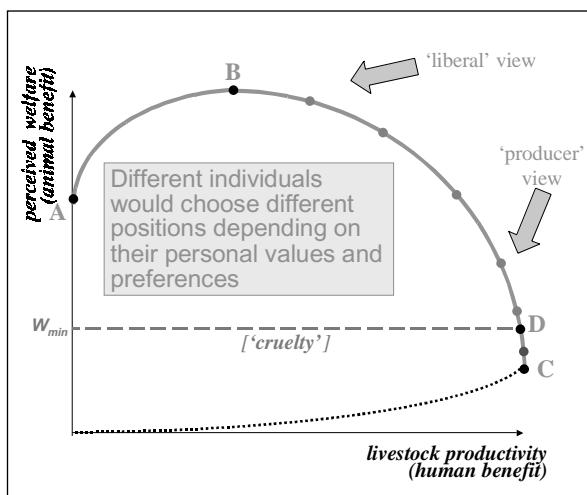 B
‘liberal’ view
perceived welfare
(animal benefit)
‘producer’
view
Different individuals
would choose different
positions depending on
their personal values and
preferences
A
Wmin
D
[‘cruelty’]
C
livestock productivity
(human benefit)